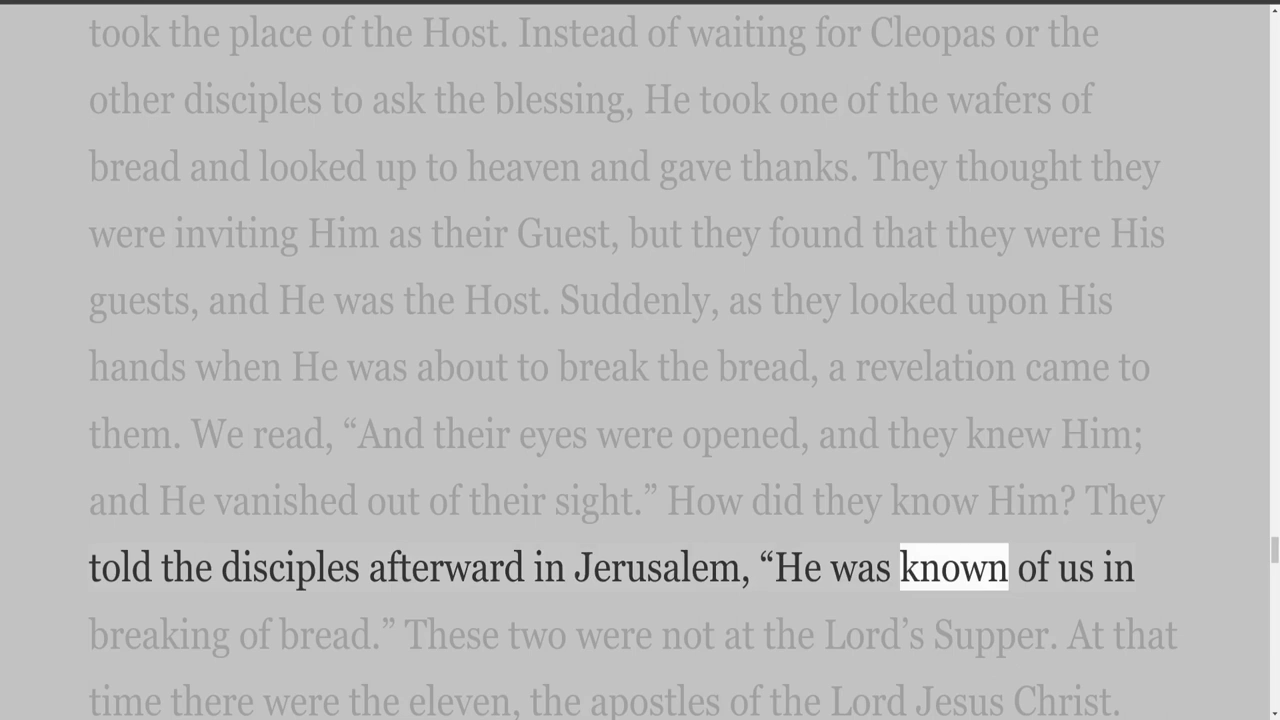 took the place of the Host. Instead of waiting for Cleopas or the
other disciples to ask the blessing, He took one of the wafers of
bread and looked up to heaven and gave thanks. They thought they
were inviting Him as their Guest, but they found that they were His
guests, and He was the Host. Suddenly, as they looked upon His
hands when He was about to break the bread, a revelation came to
them. We read, “And their eyes were opened, and they knew Him;
and He vanished out of their sight.” How did they know Him? They
told the disciples afterward in Jerusalem, “He was known of us in
breaking of bread.” These two were not at the Lord’s Supper. At that
time there were the eleven, the apostles of the Lord Jesus Christ.